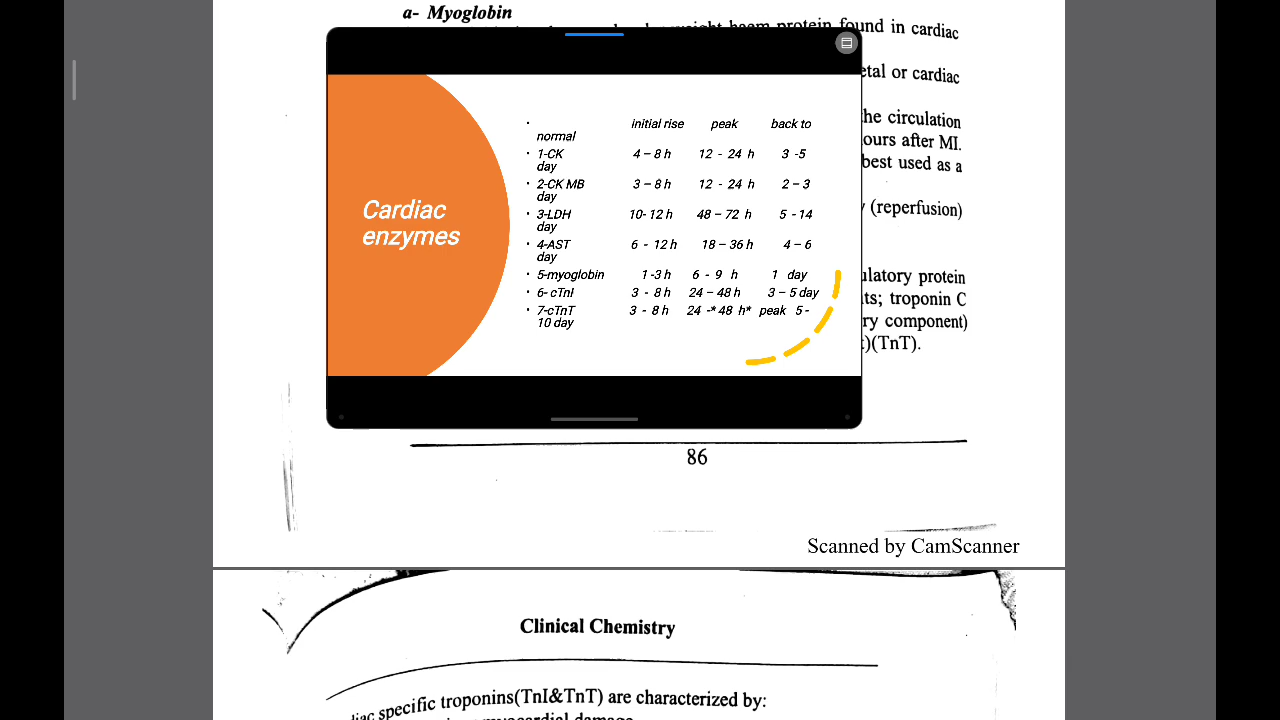 a- Myoglobin
haem protein found in cardiac
etal or cardiac
he circulation
ours after MI.
best used as a
(reperfusion)
ulatory protein
ts; troponin C
ry component)
)(TnT).
Cardiac
enzymes
• initial rise peak back to
normal
• 1-CK 4 – 8 h 12 - 24 h 3 -5
day
• 2-CK MB 3 – 8 h 12 - 24 h 2 – 3
day
• 3-LDH 10- 12 h 48 – 72 h 5 - 14
day
• 4-AST 6 - 12 h 18 – 36 h 4 – 6
day
• 5-myoglobin 1 -3 h 6 - 9 h 1 day
• 6- cTnI 3 - 8 h 24 – 48 h 3 – 5 day
• 7-cTnT 3 - 8 h 24 -* 48 h* peak 5 -
10 day
86
Scanned by CamScanner
Clinical Chemistry
diac specific troponins(TnI&TnT) are characterized by:
myocardial damage